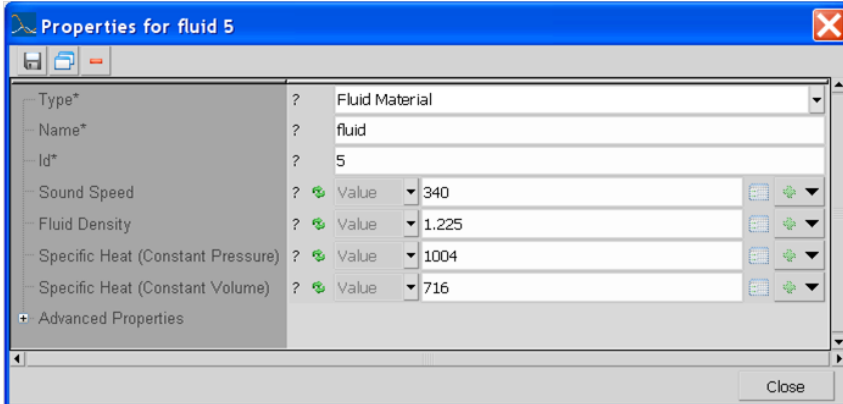 Properties for fluid 5
Type* ? Fluid Material
Name* ? fluid
Id* ? 5
Sound Speed ? Value 340
Fluid Density ? Value 1.225
Specific Heat (Constant Pressure) ? Value 1004
Specific Heat (Constant Volume) ? Value 716
Advanced Properties
Close